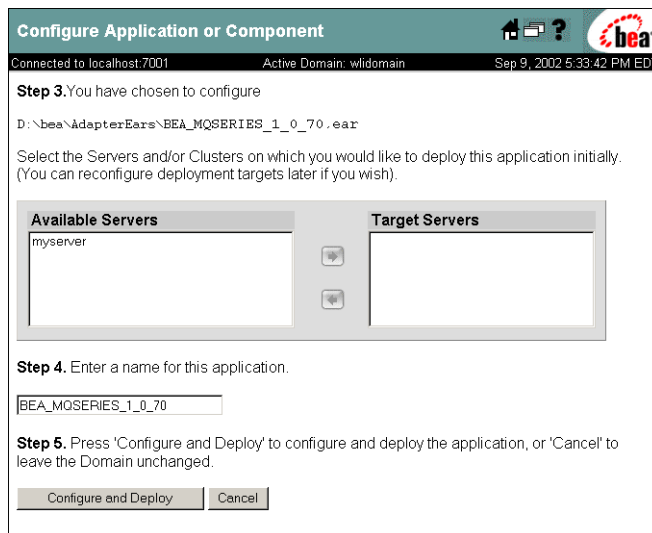 Configure Application or Component
?
bea
Connected to localhost:7001 Active Domain: wlidomain Sep 9, 2002 5:33:42 PM ED
Step 3.You have chosen to configure
D:\bea\AdapterEars\BEA_MQSERIES_1_0_70.ear
Select the Servers and/or Clusters on which you would like to deploy this application initially.
(You can reconfigure deployment targets later if you wish).
Available Servers Target Servers
myserver
Step 4. Enter a name for this application.
BEA_MQSERIES_1_0_70
Step 5. Press 'Configure and Deploy' to configure and deploy the application, or 'Cancel' to
leave the Domain unchanged.
Configure and Deploy Cancel